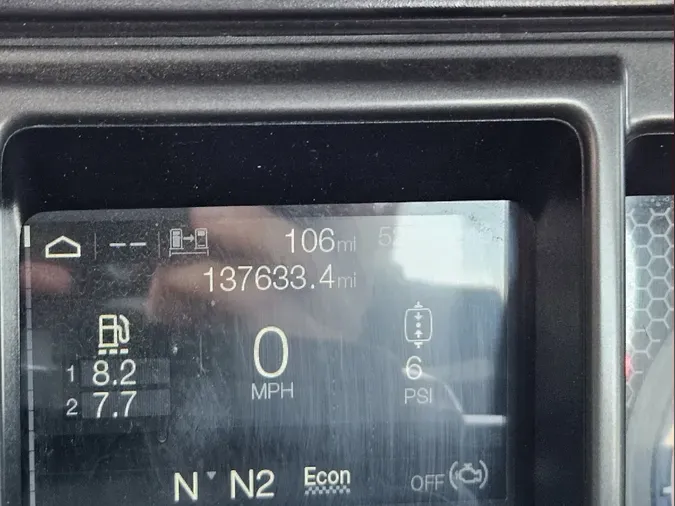 -- 106mi
137633.4mi
1 8.2
2 7.7
0
MPH
6
PSI
N N2 Econ OFF